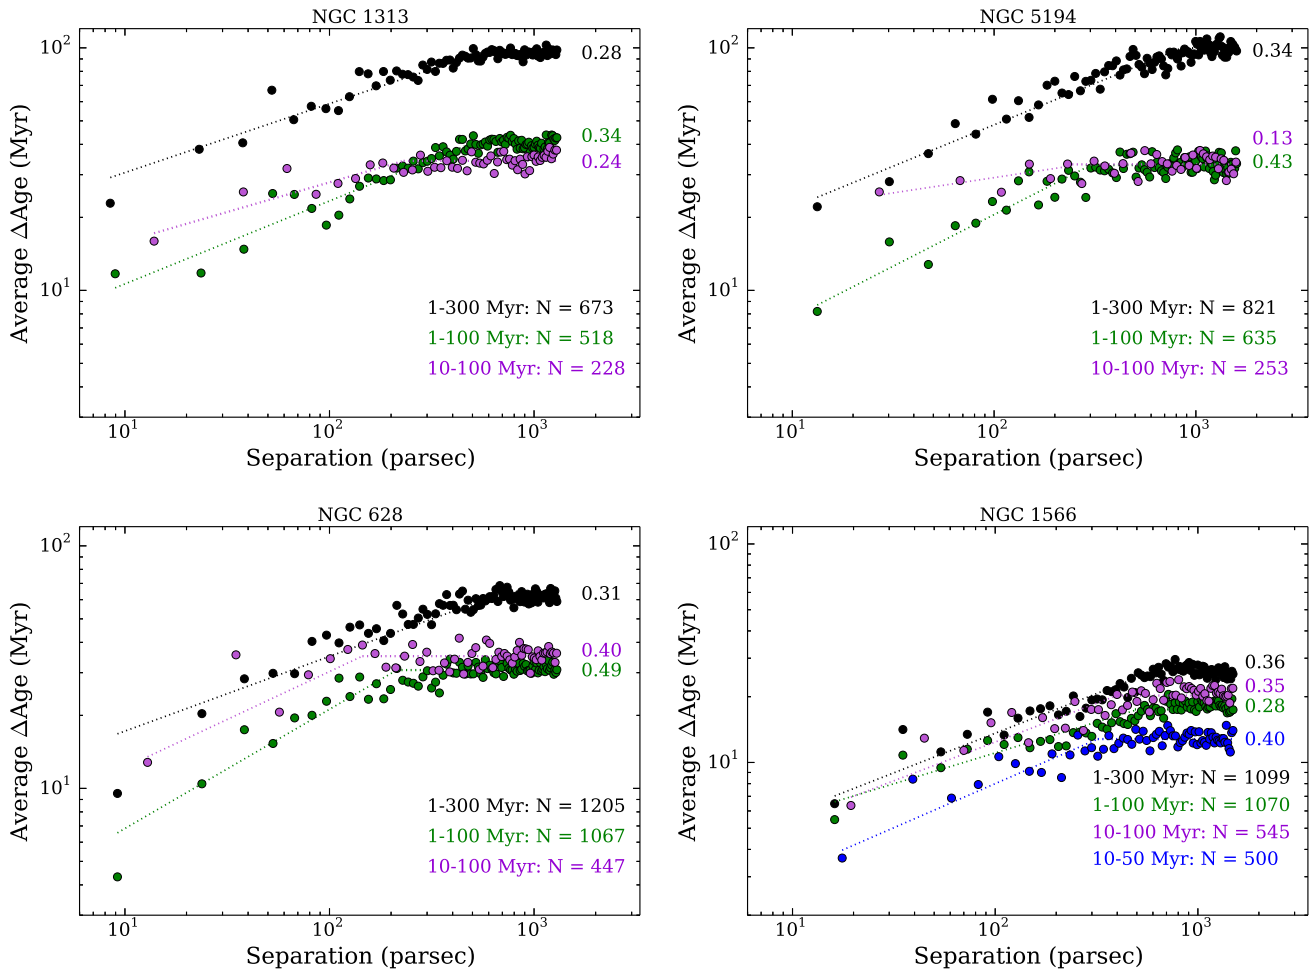 NGC 1313
10²
10¹
Average ΔAge (Myr)
0.28
0.34
0.24
1-300 Myr: N = 673
1-100 Myr: N = 518
10-100 Myr: N = 228
10¹ 10² 10³
Separation (parsec)
NGC 5194
10²
10¹
Average ΔAge (Myr)
0.34
0.13
0.43
1-300 Myr: N = 821
1-100 Myr: N = 635
10-100 Myr: N = 253
10¹ 10² 10³
Separation (parsec)
NGC 628
10²
10¹
Average ΔAge (Myr)
0.31
0.40
0.49
1-300 Myr: N = 1205
1-100 Myr: N = 1067
10-100 Myr: N = 447
10¹ 10² 10³
Separation (parsec)
NGC 1566
10²
10¹
Average ΔAge (Myr)
0.36
0.35
0.28
0.40
1-300 Myr: N = 1099
1-100 Myr: N = 1070
10-100 Myr: N = 545
10-50 Myr: N = 500
10¹ 10² 10³
Separation (parsec)